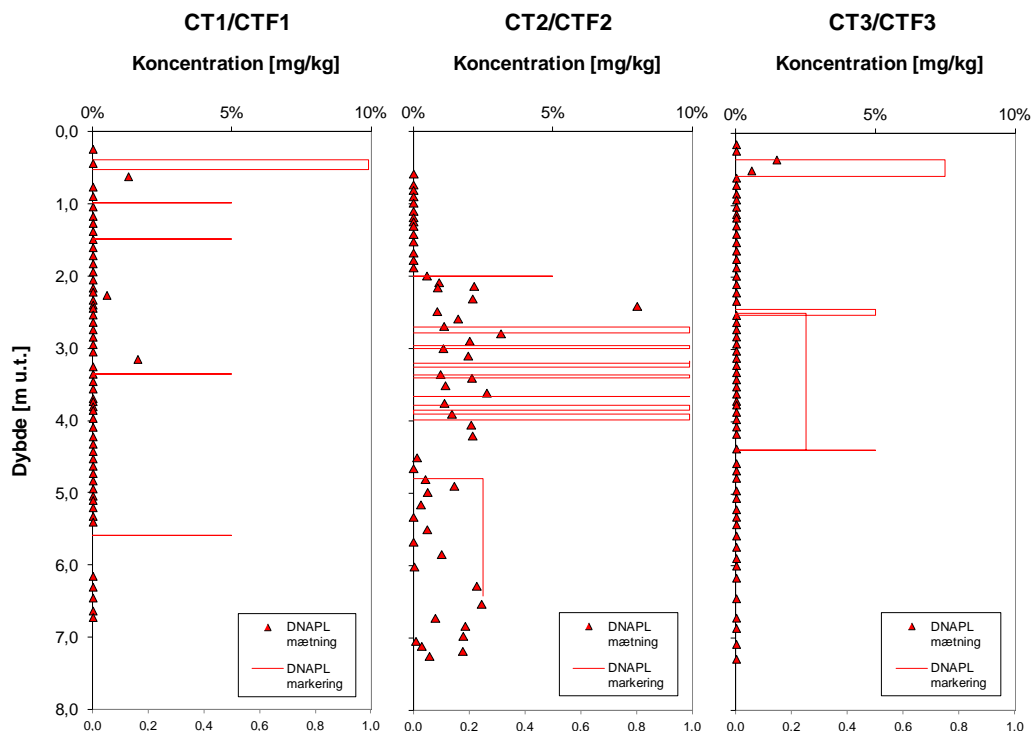 CT1/CTF1 CT2/CTF2 CT3/CTF3
Koncentration [mg/kg] Koncentration [mg/kg] Koncentration [mg/kg]
0% 5% 10% 0% 5% 10% 0% 5% 10%
0,0
1,0
2,0
3,0
4,0
5,0
6,0
7,0
8,0
Dybde [m u.t.]
DNAPL
mætning
DNAPL
markering
DNAPL
mætning
DNAPL
markering
DNAPL
mætning
DNAPL
markering
0.0 0.2 0.4 0.6 0.8 1.0 0.0 0.2 0.4 0.6 0.8 1.0 0.0 0.2 0.4 0.6 0.8 1.0